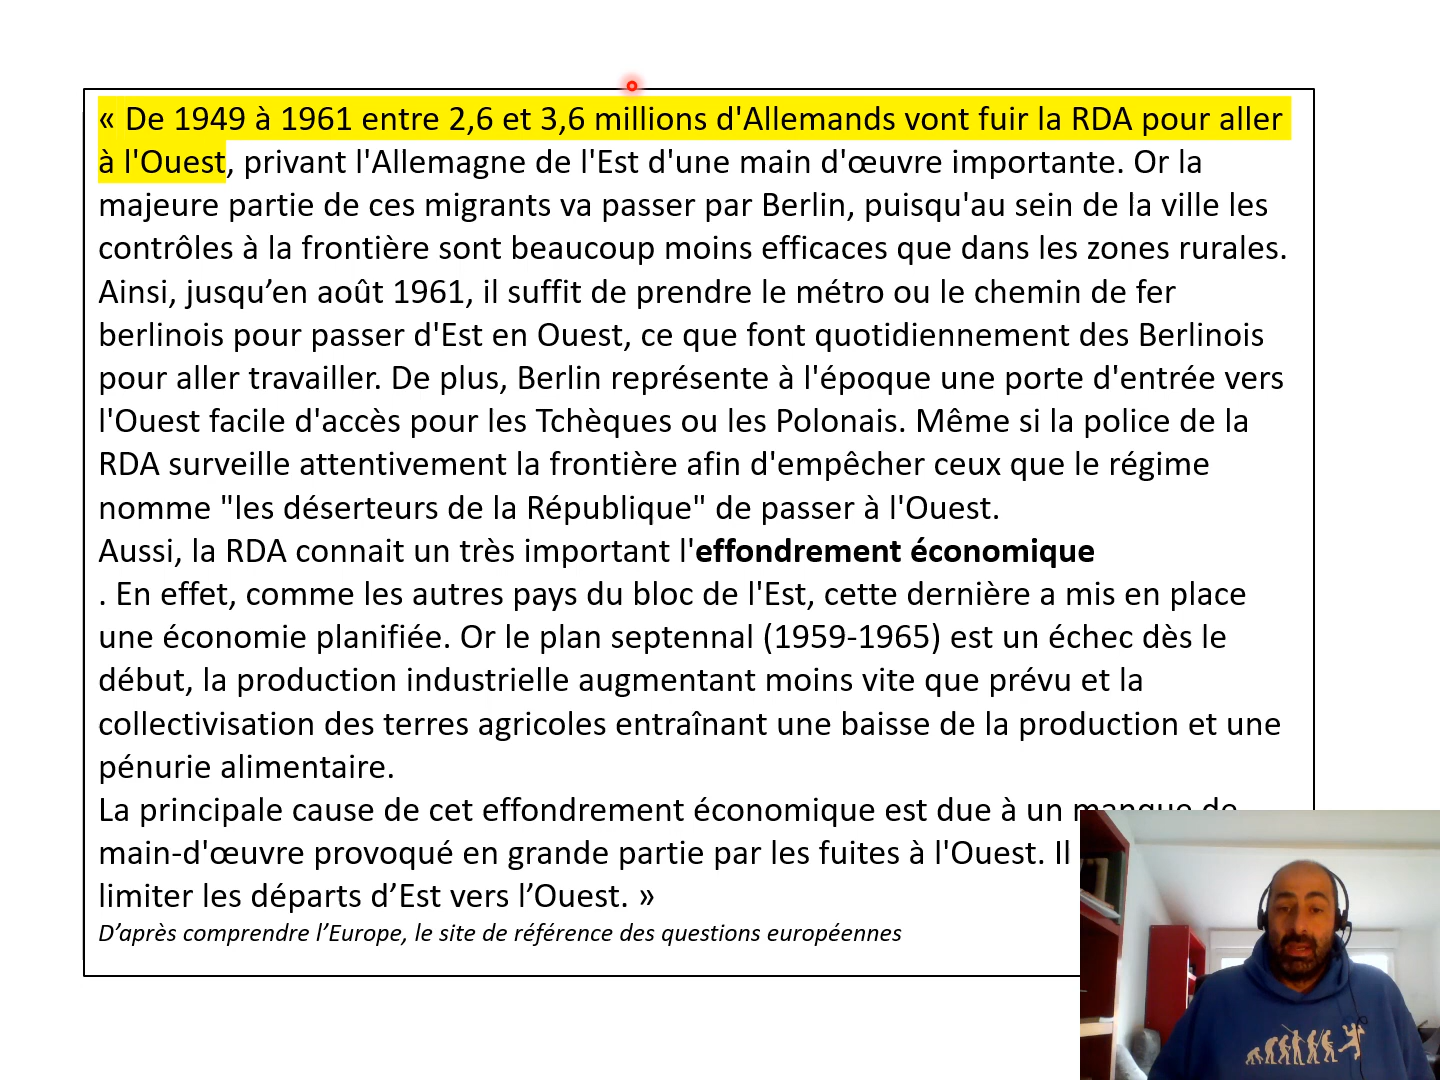 « De 1949 à 1961 entre 2,6 et 3,6 millions d'Allemands vont fuir la RDA pour aller
à l'Ouest, privant l'Allemagne de l'Est d'une main d'œuvre importante. Or la
majeure partie de ces migrants va passer par Berlin, puisqu'au sein de la ville les
contrôles à la frontière sont beaucoup moins efficaces que dans les zones rurales.
Ainsi, jusqu’en août 1961, il suffit de prendre le métro ou le chemin de fer
berlinois pour passer d'Est en Ouest, ce que font quotidiennement des Berlinois
pour aller travailler. De plus, Berlin représente à l'époque une porte d'entrée vers
l'Ouest facile d'accès pour les Tchèques ou les Polonais. Même si la police de la
RDA surveille attentivement la frontière afin d'empêcher ceux que le régime
nomme "les déserteurs de la République" de passer à l'Ouest.
Aussi, la RDA connait un très important l'effondrement économique
. En effet, comme les autres pays du bloc de l'Est, cette dernière a mis en place
une économie planifiée. Or le plan septennal (1959-1965) est un échec dès le
début, la production industrielle augmentant moins vite que prévu et la
collectivisation des terres agricoles entraînant une baisse de la production et une
pénurie alimentaire.
La principale cause de cet effondrement économique est due à un manque de
main-d'œuvre provoqué en grande partie par les fuites à l'Ouest. Il
limiter les départs d’Est vers l’Ouest. »
D’après comprendre l’Europe, le site de référence des questions européennes